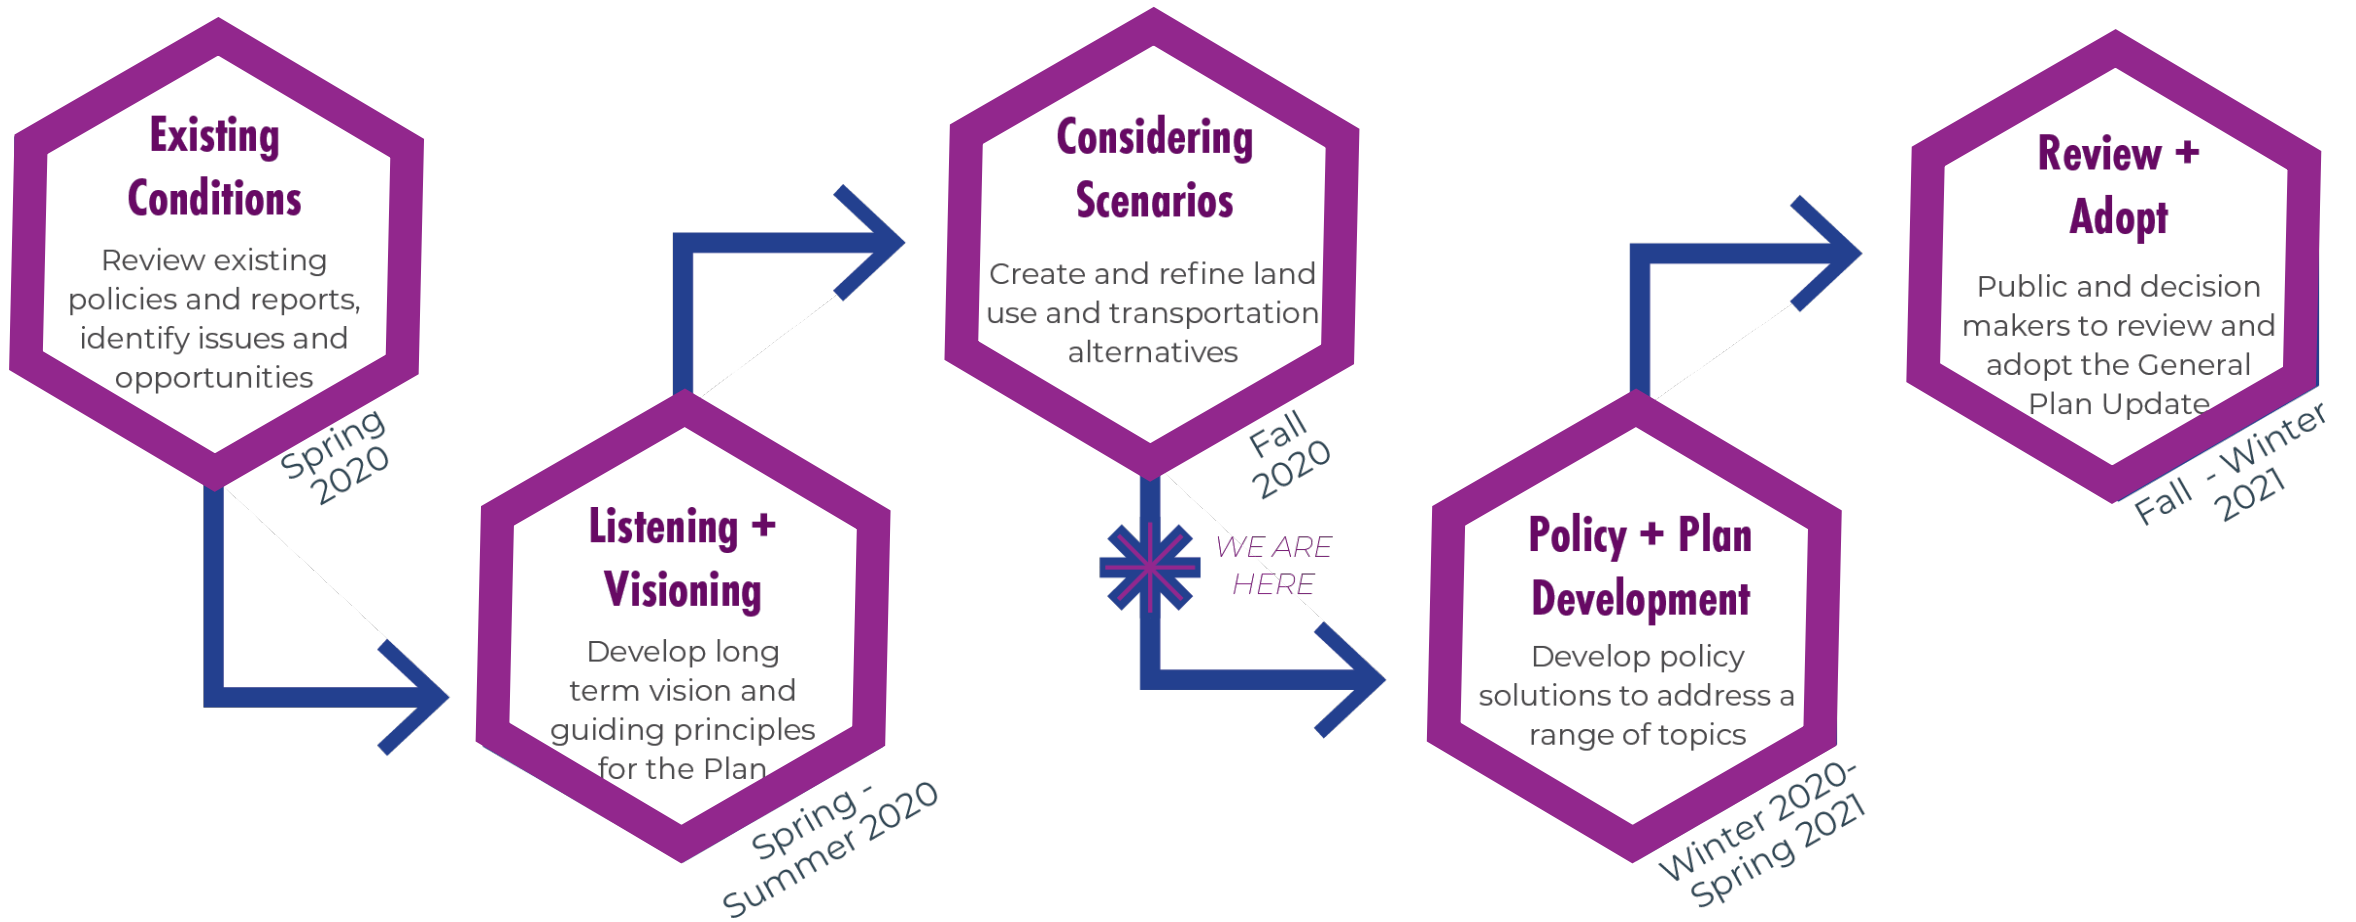 Existing
Conditions
Review existing
policies and reports,
identify issues and
opportunities
Spring
2020
Listening +
Visioning
Develop long
term vision and
guiding principles
for the Plan
Spring -
Summer 2020
Considering
Scenarios
Create and refine land
use and transportation
alternatives
Fall
2020
WE ARE
HERE
Policy + Plan
Development
Develop policy
solutions to address a
range of topics
Winter 2020-
Spring 2021
Review +
Adopt
Public and decision
makers to review and
adopt the General
Plan Update
Fall - Winter
2021